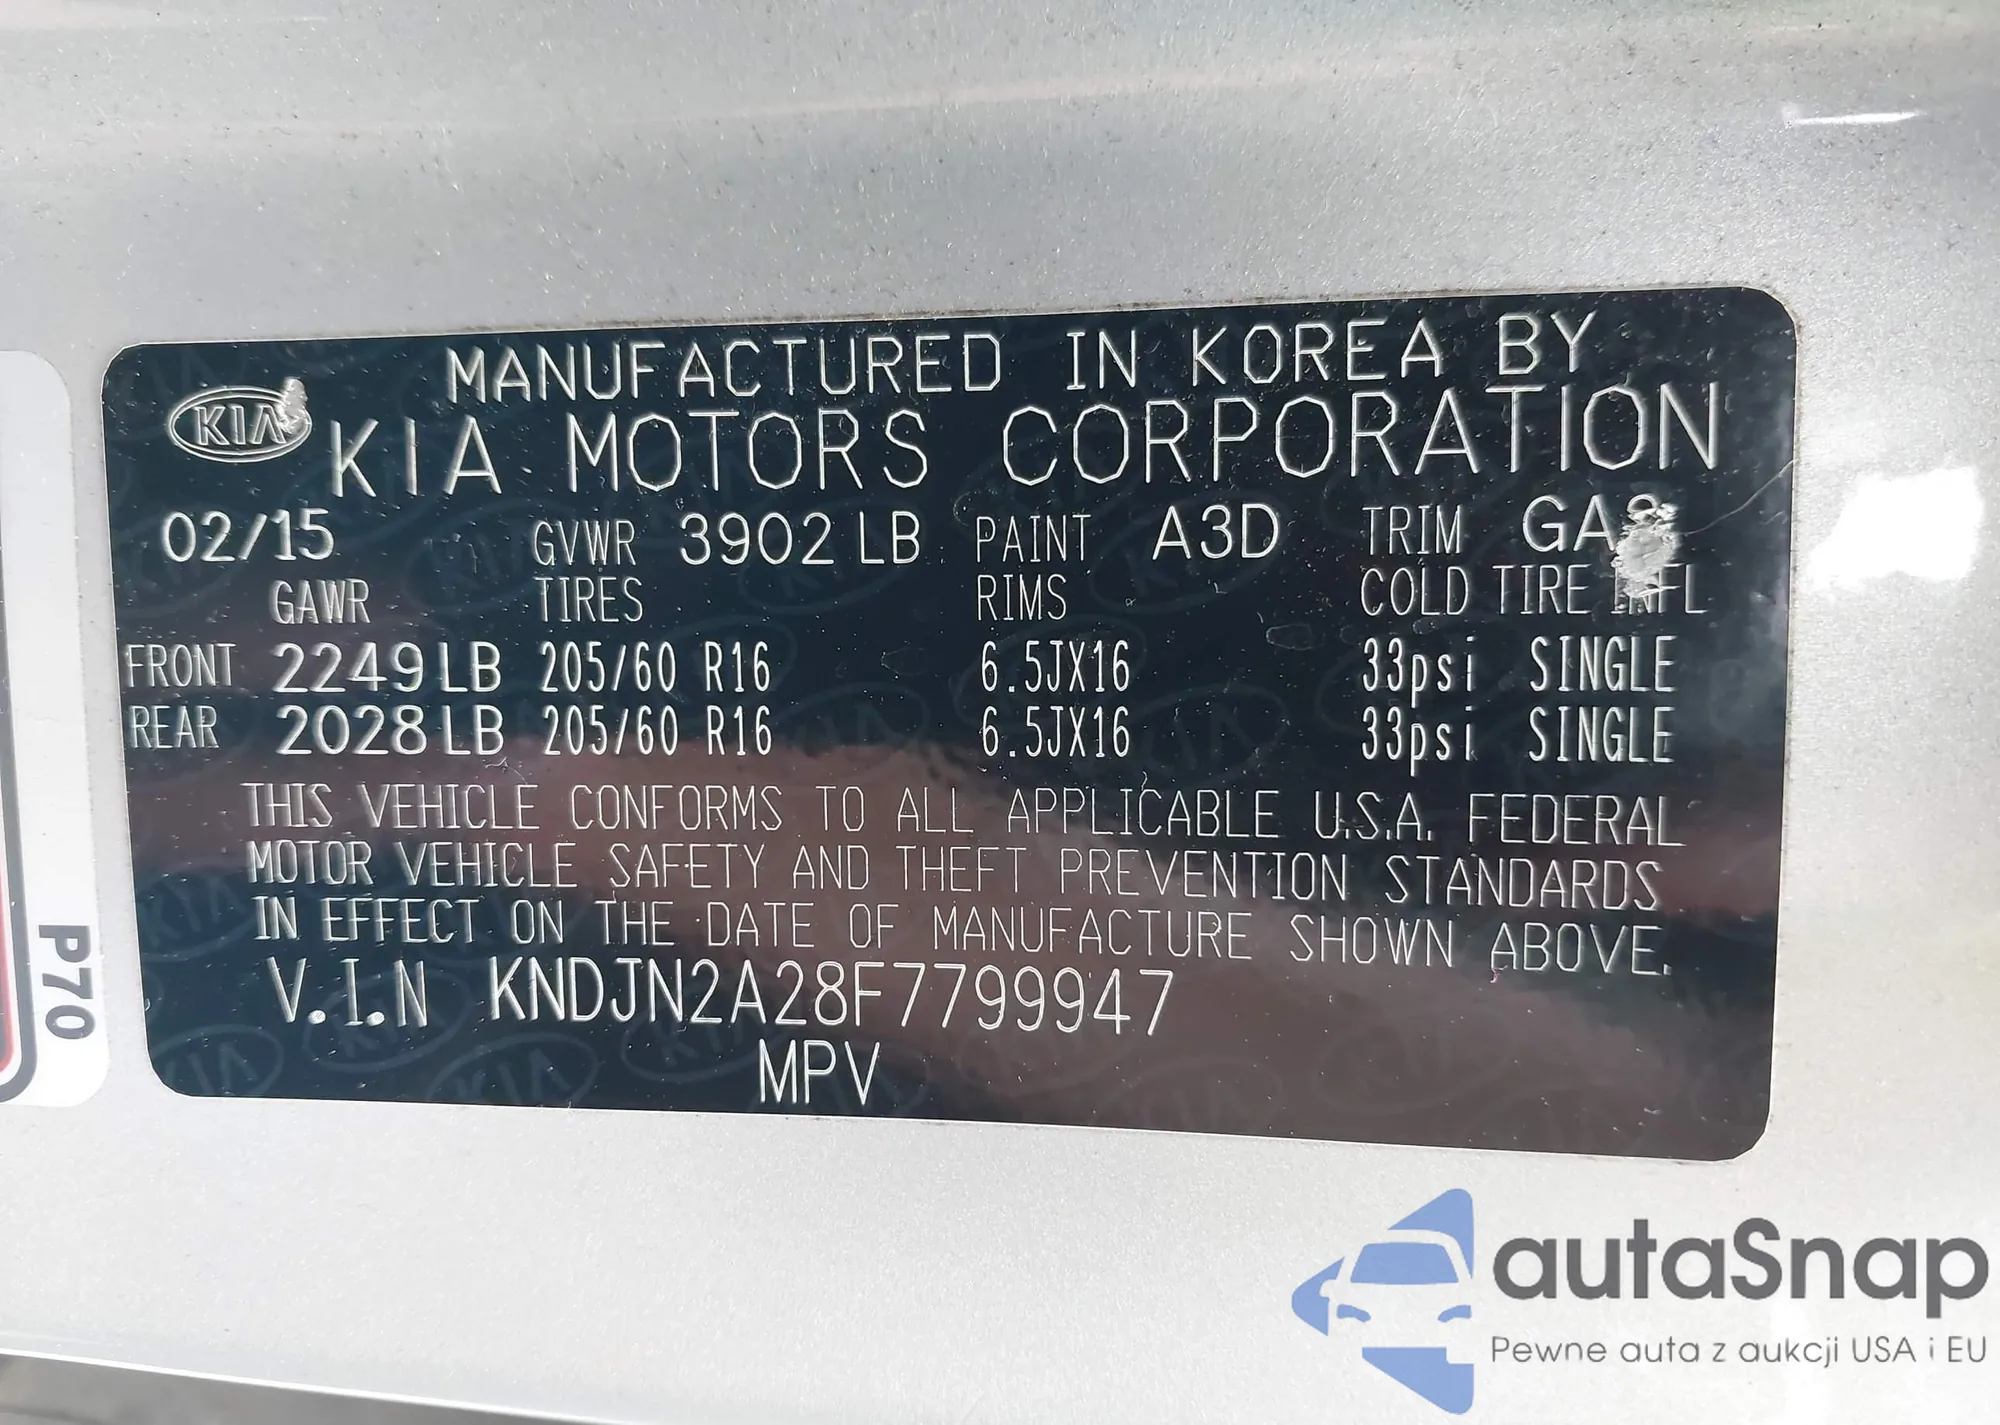 MANUFACTURED IN KOREA BY
KIA
KIA MOTORS CORPORATION
02/15 GVWR 3902 LB PAINT A3D TRIM
GAWR TIRES RIMS COLD TIRE INFL
FRONT 2249 LB 205/60 R16 6.5JX16 33psi SINGLE
REAR 2028 LB 205/60 R16 6.5JX16 33psi SINGLE
THIS VEHICLE CONFORMS TO ALL APPLICABLE U.S.A. FEDERAL
MOTOR VEHICLE SAFETY AND THEFT PREVENTION STANDARDS
IN EFFECT ON THE DATE OF MANUFACTURE SHOWN ABOVE.
V.I.N KNDJN2A28F7799947
MPV
P70
autaSnap
Pewne auta z aukcji USA i EU